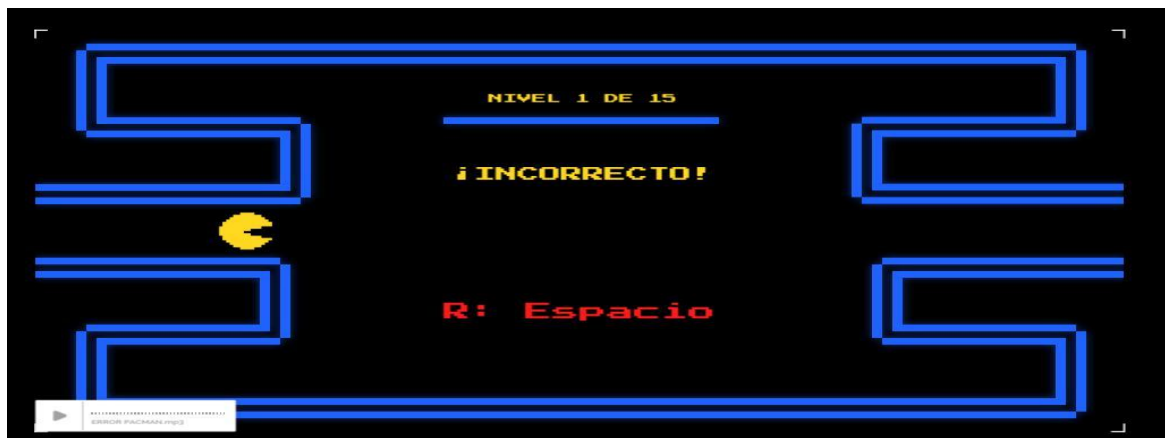 NIVEL 1 DE 15
¡INCORRECTO!
R: Espacio
ERROR PACMAN.mp3